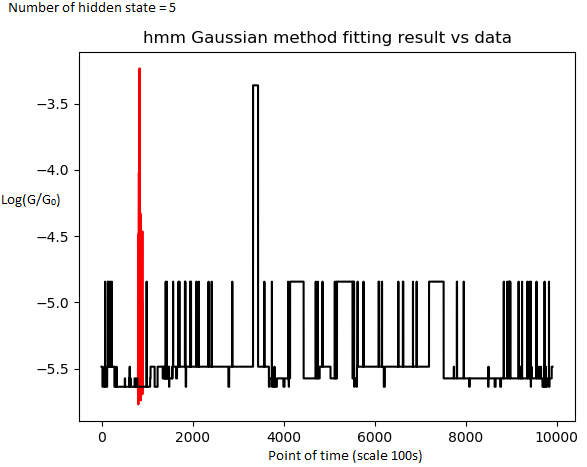 Number of hidden state = 5
hmm Gaussian method fitting result vs data
−3.5
−4.0
−4.5
−5.0
−5.5
Log(G/G₀)
0 2000 4000 6000 8000 10000
Point of time (scale 100s)